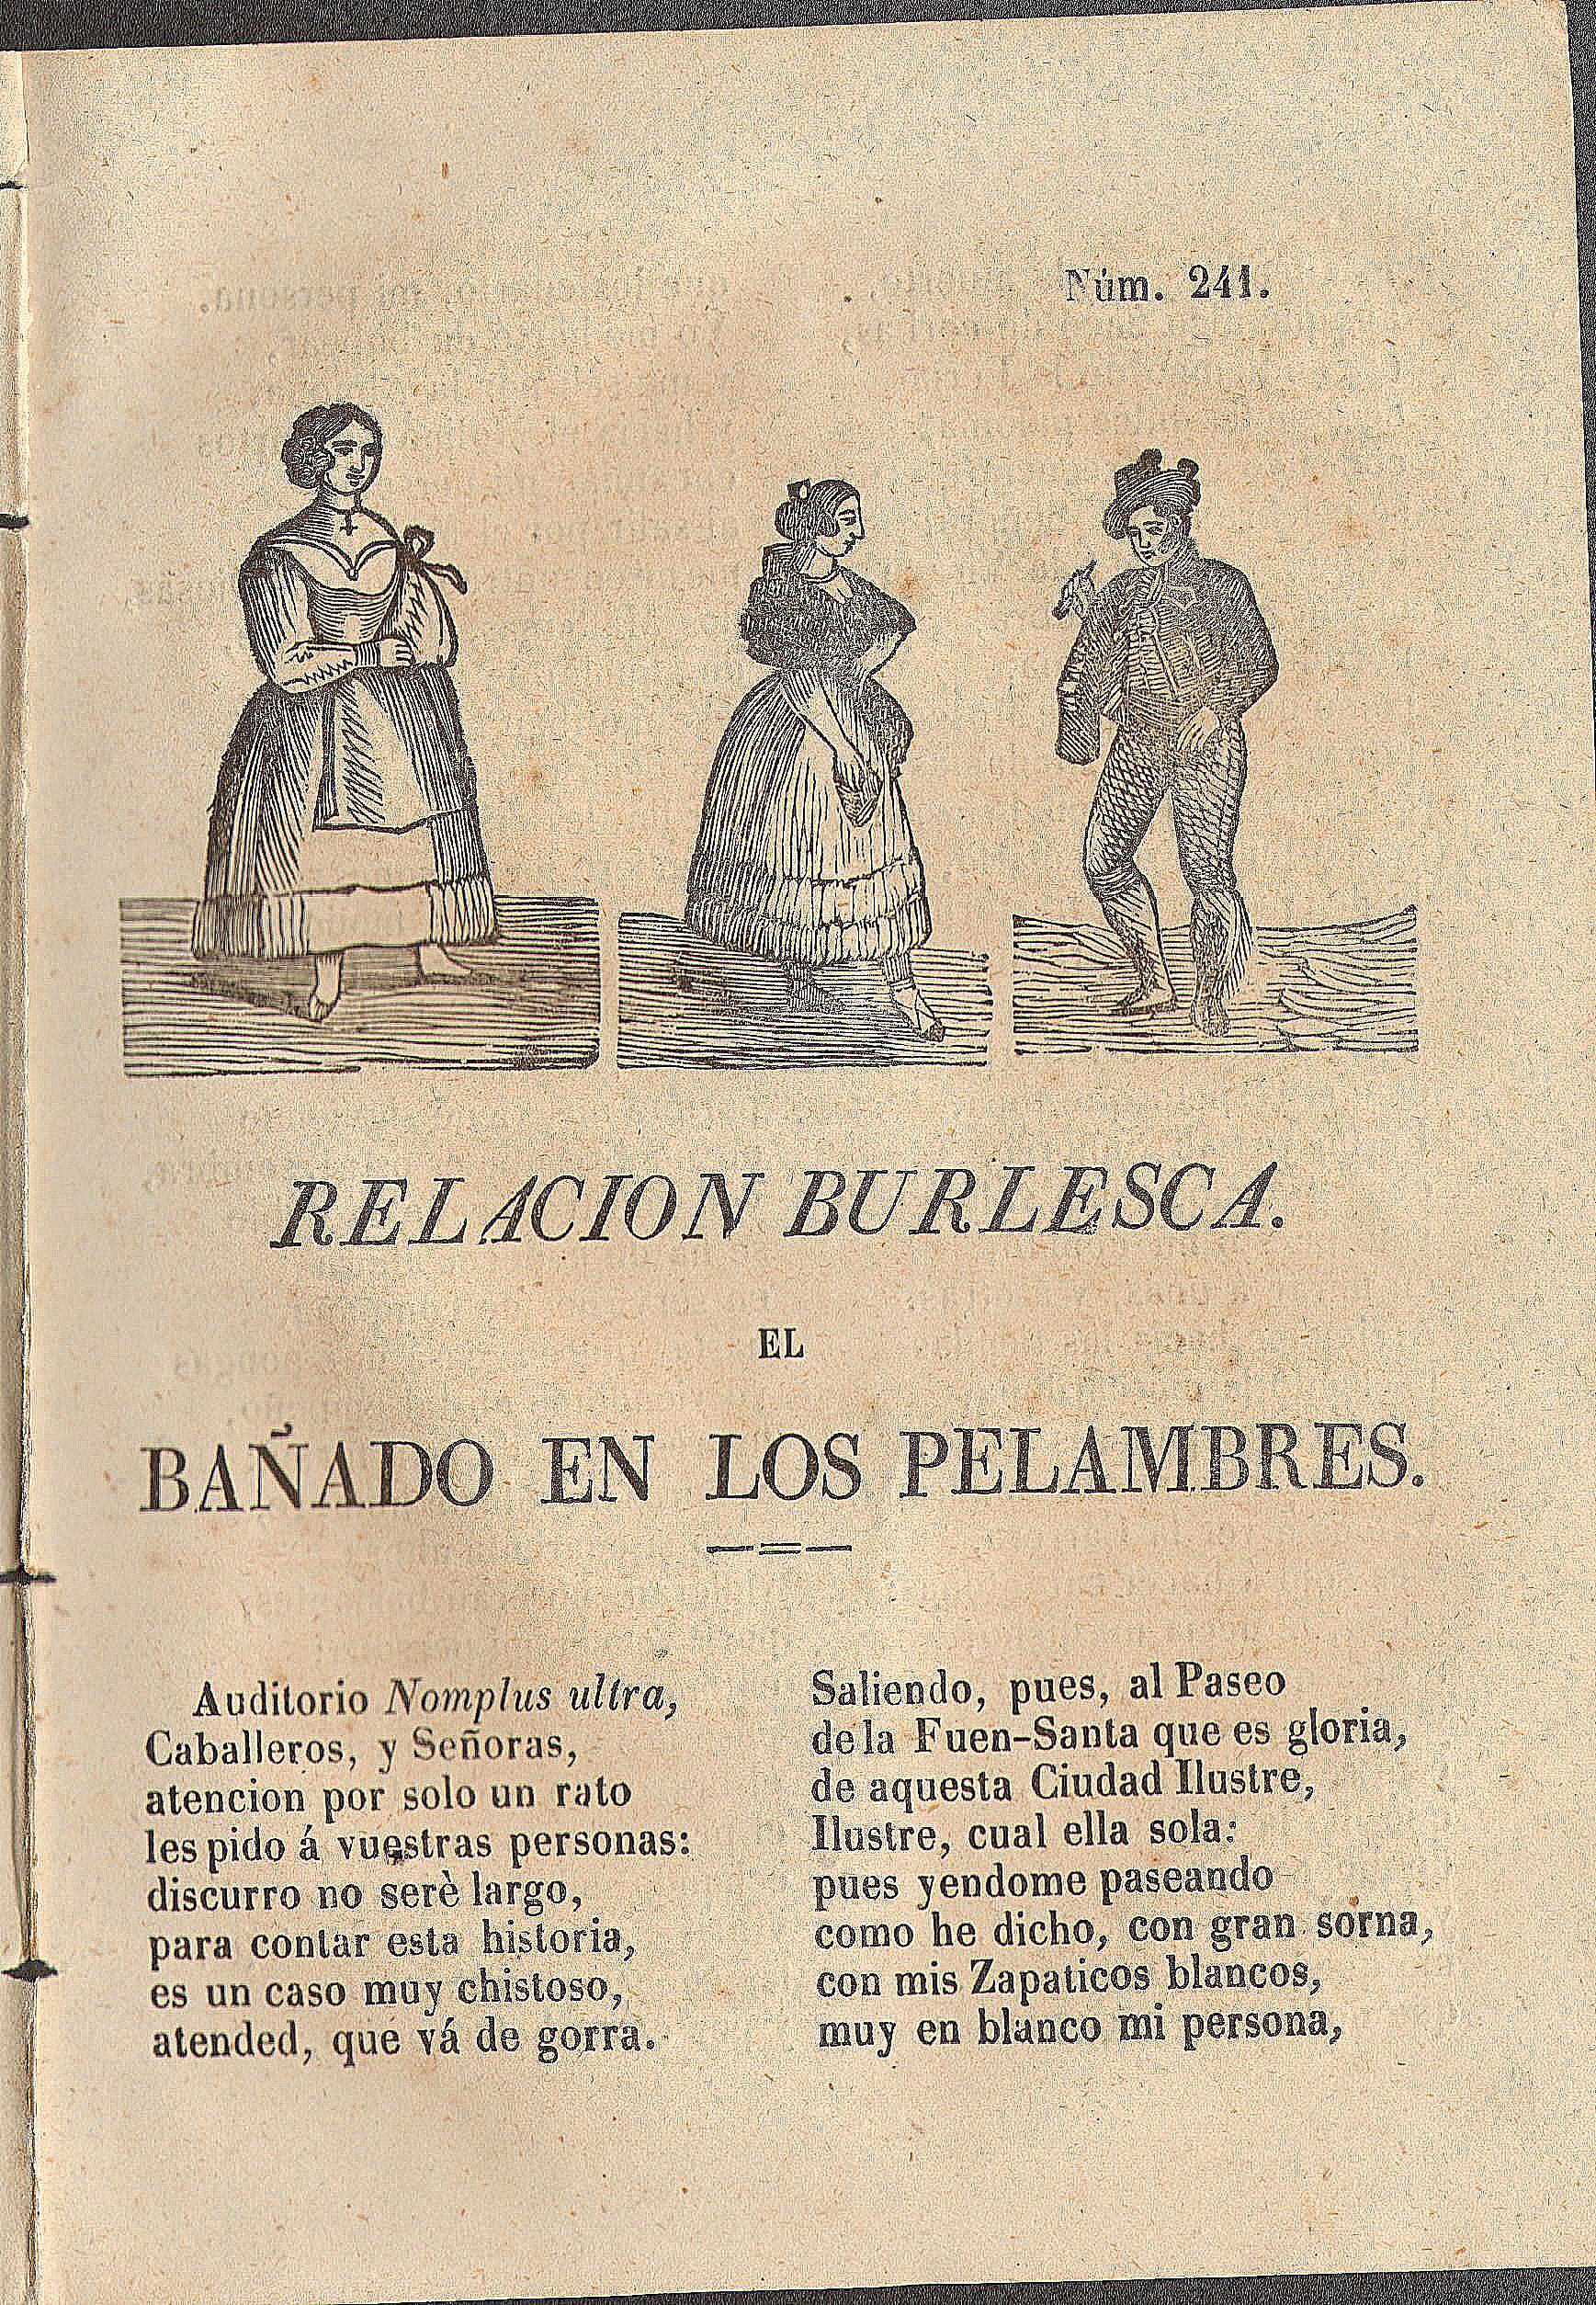 Núm. 241.
RELACION BURLESCA.
EL
BAÑADO EN LOS PELAMBRES.
Auditorio Nomplus ultra,
Caballeros, y Señoras,
atencion por solo un rato
les pido á vuestras personas:
discurro no serè largo,
para contar esta historia,
es un caso muy chistoso,
atended, que vá de gorra.
Saliendo, pues, al Paseo
de la Fuen-Santa que es gloria,
de aquesta Ciudad Ilustre,
Ilustre, cual ella sola:
pues yendome paseando
como he dicho, con gran sorna,
con mis Zapaticos blancos,
muy en blanco mi persona,